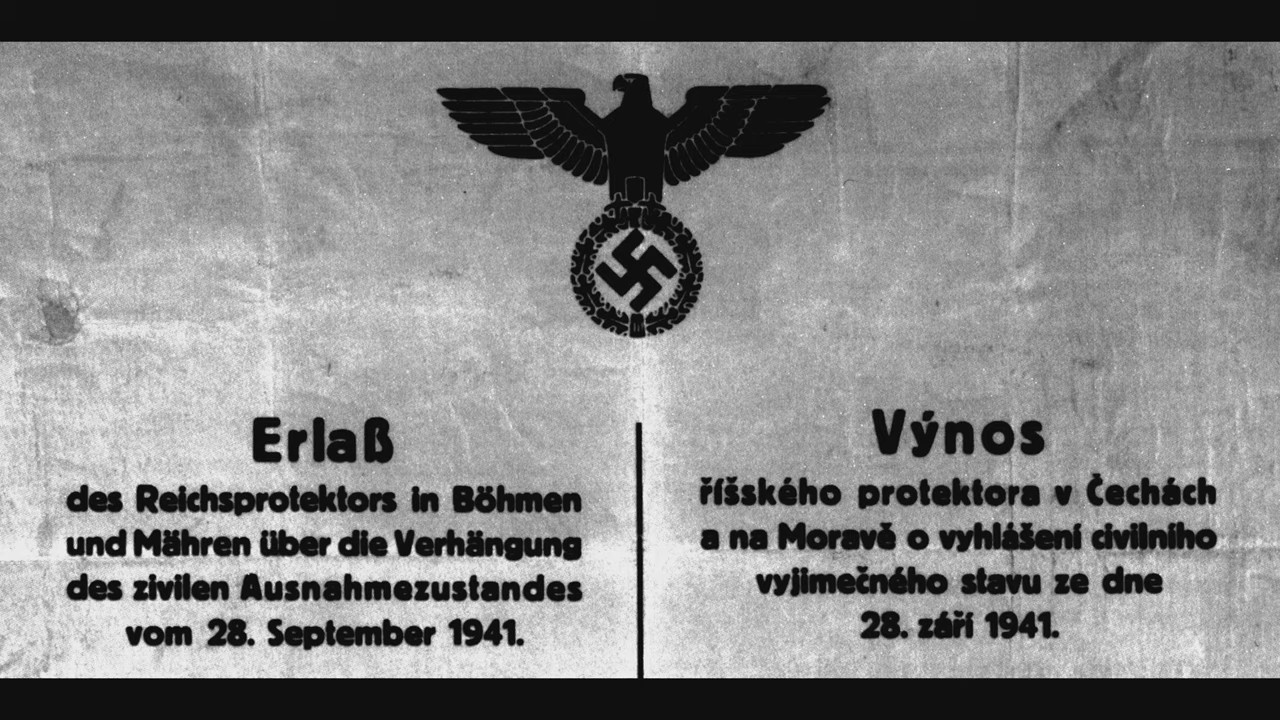 Erlaß
des Reichsprotektors in Böhmen
und Mähren über die Verhängung
des zivilen Ausnahmezustandes
vom 28. September 1941.
Výnos
říšského protektora v Čechách
a na Moravě o vyhlášení civilního
vyjimečného stavu ze dne
28. září 1941.